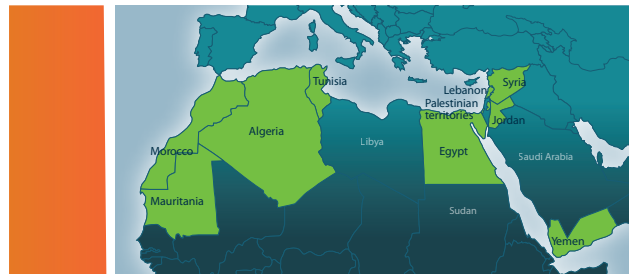 Tunisia
Syria
Lebanon
Palestinian
territories
Jordan
Algeria
Libya
Morocco
Egypt
Saudi Arabia
Mauritania
Sudan
Yemen